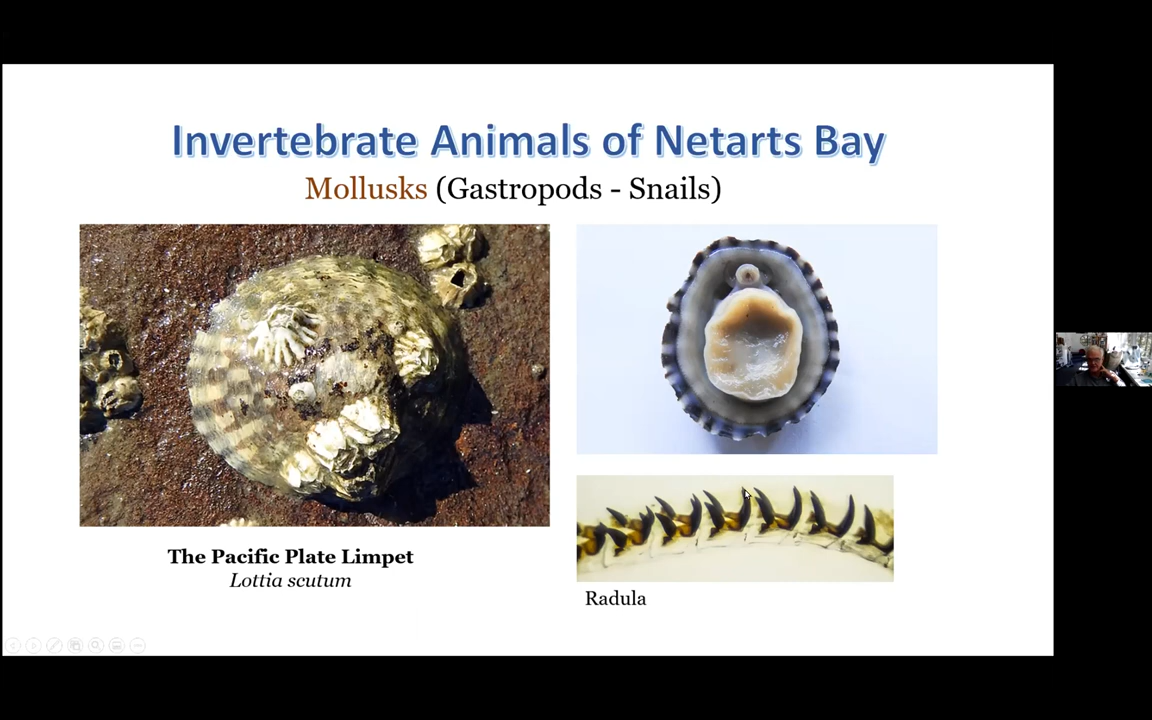 Invertebrate Animals of Netarts Bay
Mollusks (Gastropods - Snails)
The Pacific Plate Limpet
Lottia scutum
Radula